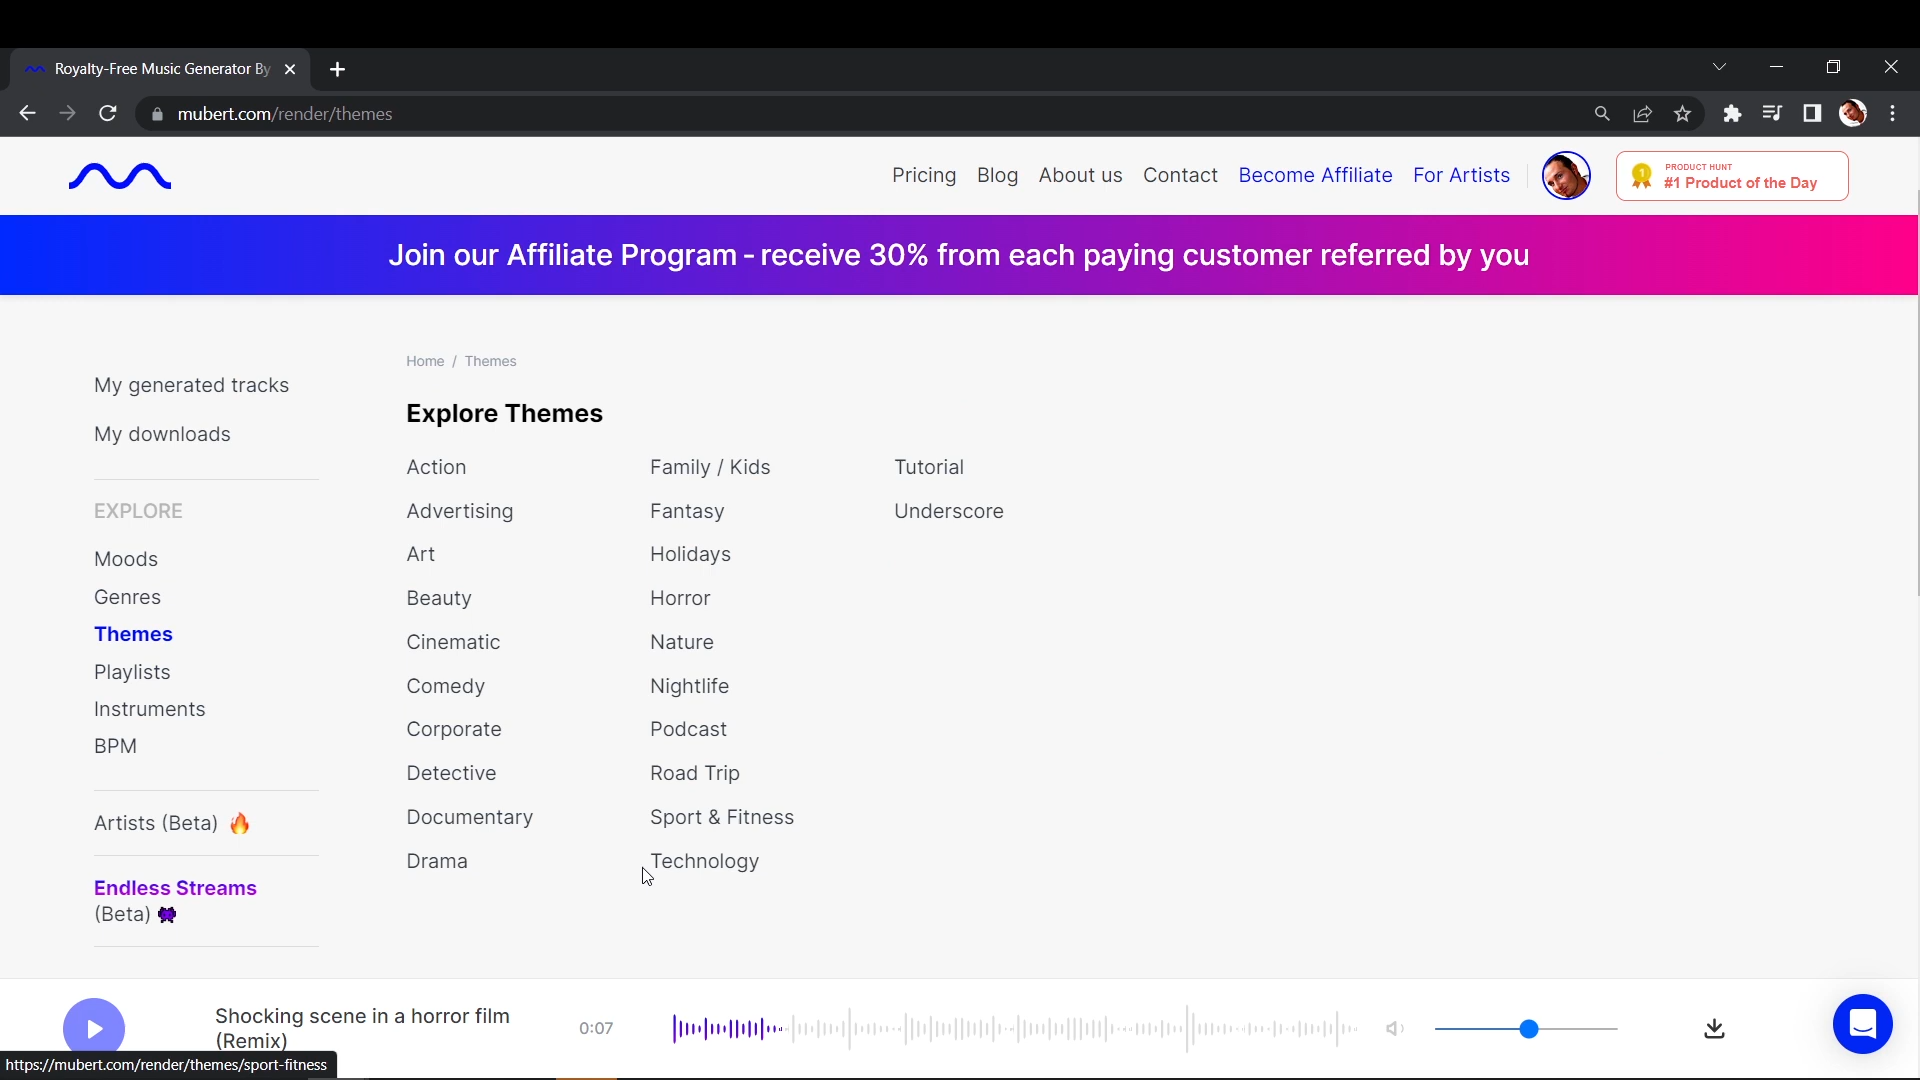 Royalty-Free Music Generator By
mubert.com/render/themes
Pricing Blog About us Contact Become Affiliate For Artists
PRODUCT HUNT
#1 Product of the Day
1
Join our Affiliate Program - receive 30% from each paying customer referred by you
My generated tracks
My downloads
EXPLORE
Moods
Genres
Themes
Playlists
Instruments
BPM
Artists (Beta) 🔥
Endless Streams
(Beta)
Home / Themes
Explore Themes
Action
Advertising
Art
Beauty
Cinematic
Comedy
Corporate
Detective
Documentary
Drama
Family / Kids
Fantasy
Holidays
Horror
Nature
Nightlife
Podcast
Road Trip
Sport & Fitness
Technology
Tutorial
Underscore
Shocking scene in a horror film
(Remix)
0:07
https://mubert.com/render/themes/sport-fitness